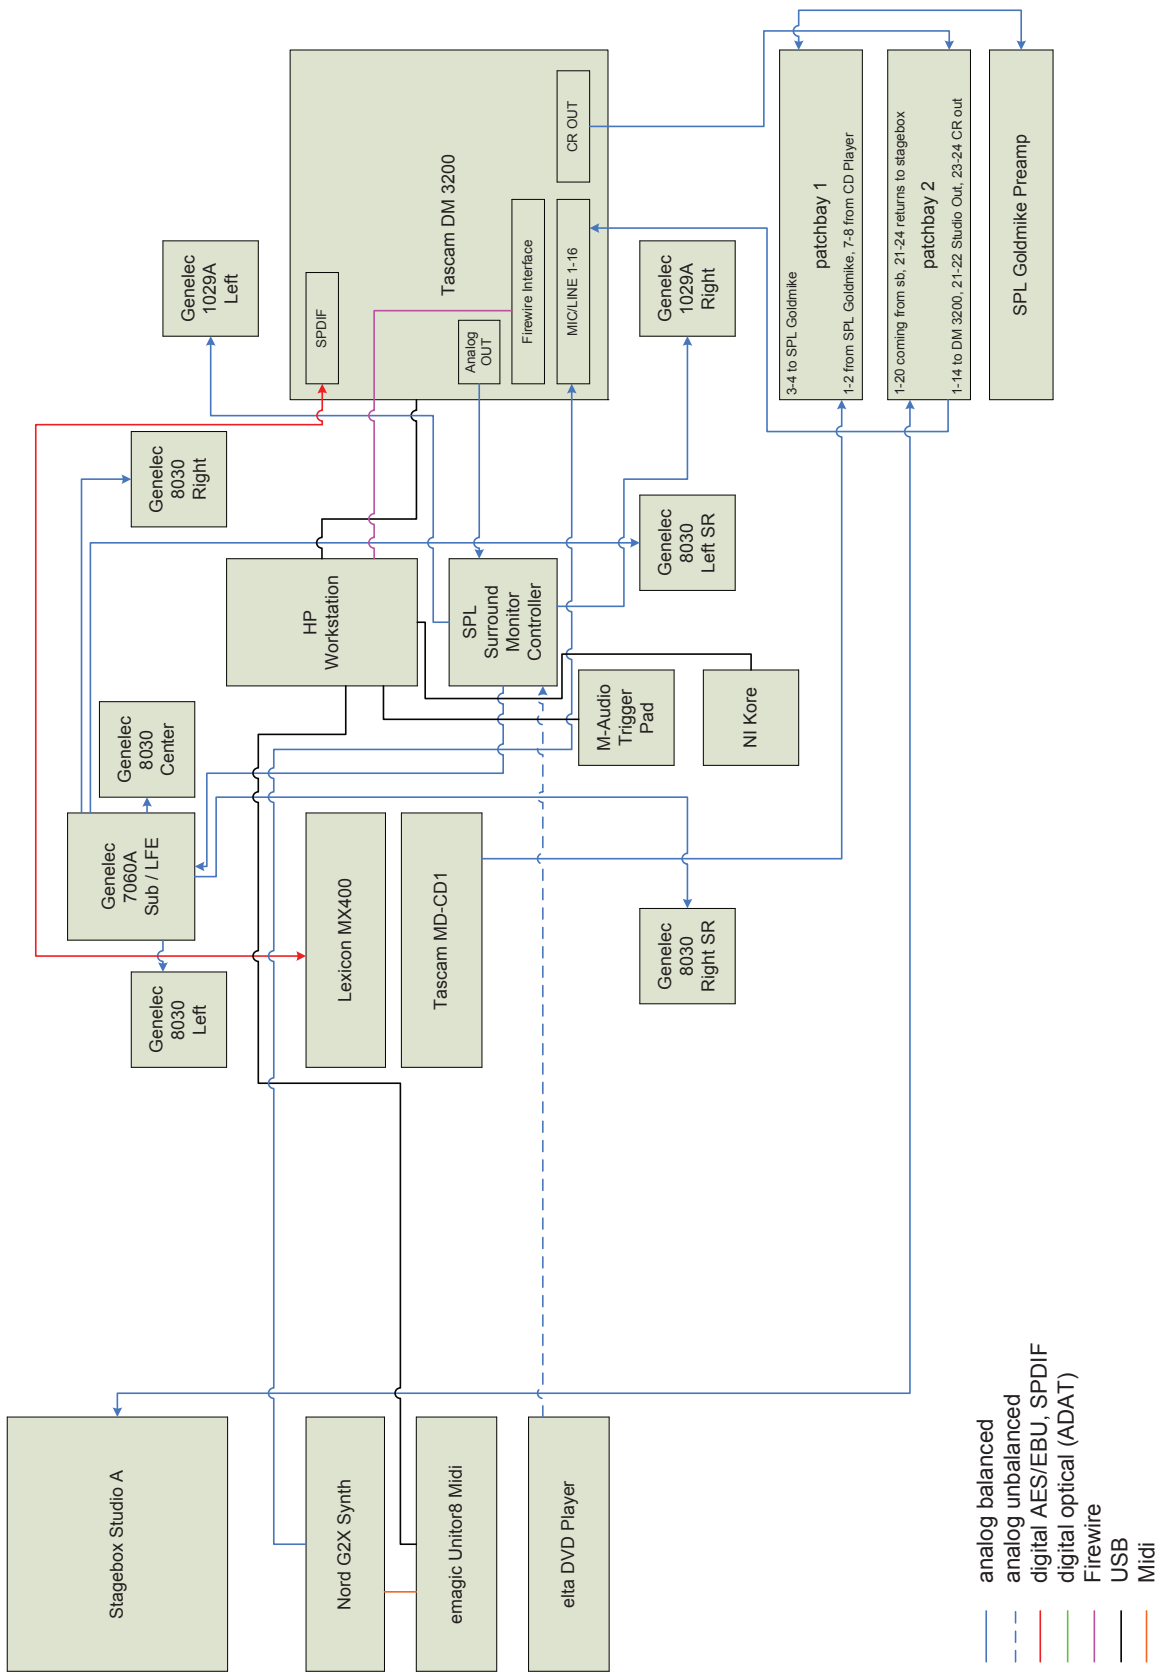 Stagebox Studio A
Genelec
7060A
Sub / LFE
Genelec
8030
Center
Genelec
8030
Left
Genelec
8030
Right
Genelec
1029A
Left
Nord G2X Synth
emagic Unitor8 Midi
elta DVD Player
Lexicon MX400
Tascam MD-CD1
HP
Workstation
SPL
Surround
Monitor
Controller
SPDIF
Tascam DM 3200
Analog
OUT
Firewire Interface
MIC/LINE 1-16
CR OUT
M-Audio
Trigger
Pad
NI Kore
Genelec
8030
Right SR
Genelec
8030
Left SR
Genelec
1029A
Right
3-4 to SPL Goldmike
patchbay 1
1-2 from SPL Goldmike, 7-8 from CD Player
1-20 coming from sb, 21-24 returns to stagebox
patchbay 2
1-14 to DM 3200, 21-22 Studio Out, 23-24 CR out
SPL Goldmike Preamp
analog balanced
analog unbalanced
digital AES/EBU, SPDIF
digital optical (ADAT)
Firewire
USB
Midi